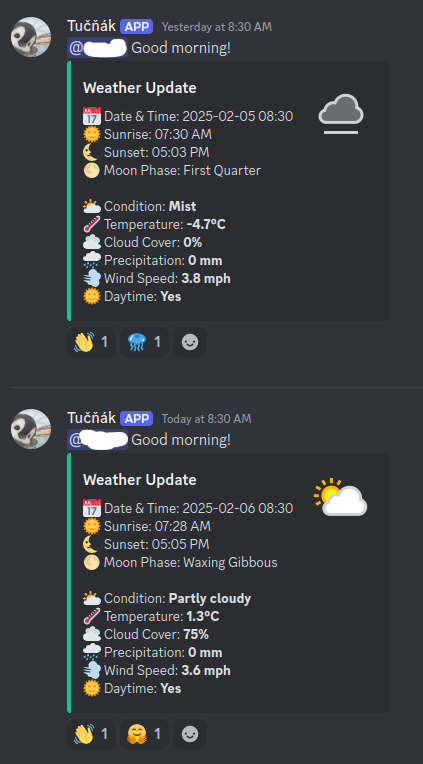 Tučňák APP Yesterday at 8:30 AM
@ Good morning!
Weather Update
17 Date & Time: 2025-02-05 08:30
Sunrise: 07:30 AM
Sunset: 05:03 PM
Moon Phase: First Quarter
Condition: Mist
Temperature: -4.7°C
Cloud Cover: 0%
Precipitation: 0 mm
Wind Speed: 3.8 mph
Daytime: Yes
1 1
Tučňák APP Today at 8:30 AM
@ Good morning!
Weather Update
17 Date & Time: 2025-02-06 08:30
Sunrise: 07:28 AM
Sunset: 05:05 PM
Moon Phase: Waxing Gibbous
Condition: Partly cloudy
Temperature: 1.3°C
Cloud Cover: 75%
Precipitation: 0 mm
Wind Speed: 3.6 mph
Daytime: Yes
1 1